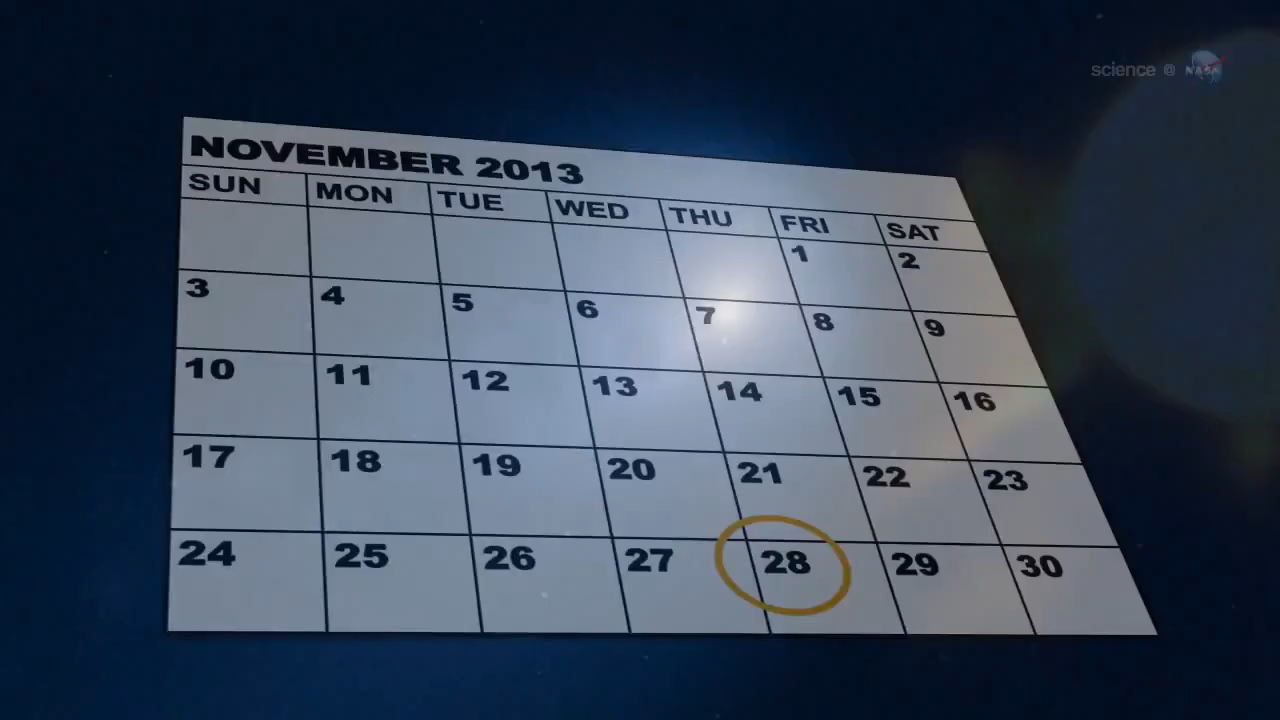 science @ NASA
NOVEMBER 2013
SUN MON TUE WED THU FRI SAT
1 2
3 4 5 6 7 8 9
10 11 12 13 14 15 16
17 18 19 20 21 22 23
24 25 26 27 28 29 30